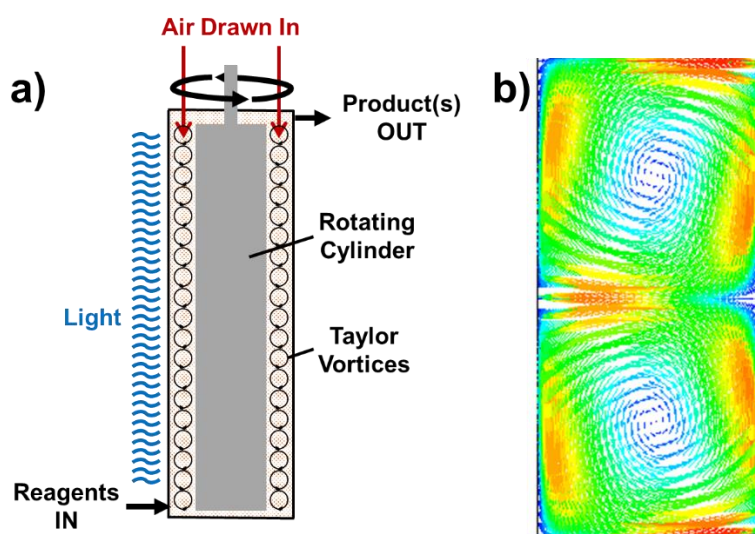 Air Drawn In
a)
b)
Product(s)
OUT
Rotating
Cylinder
Light
Taylor
Vortices
Reagents
IN